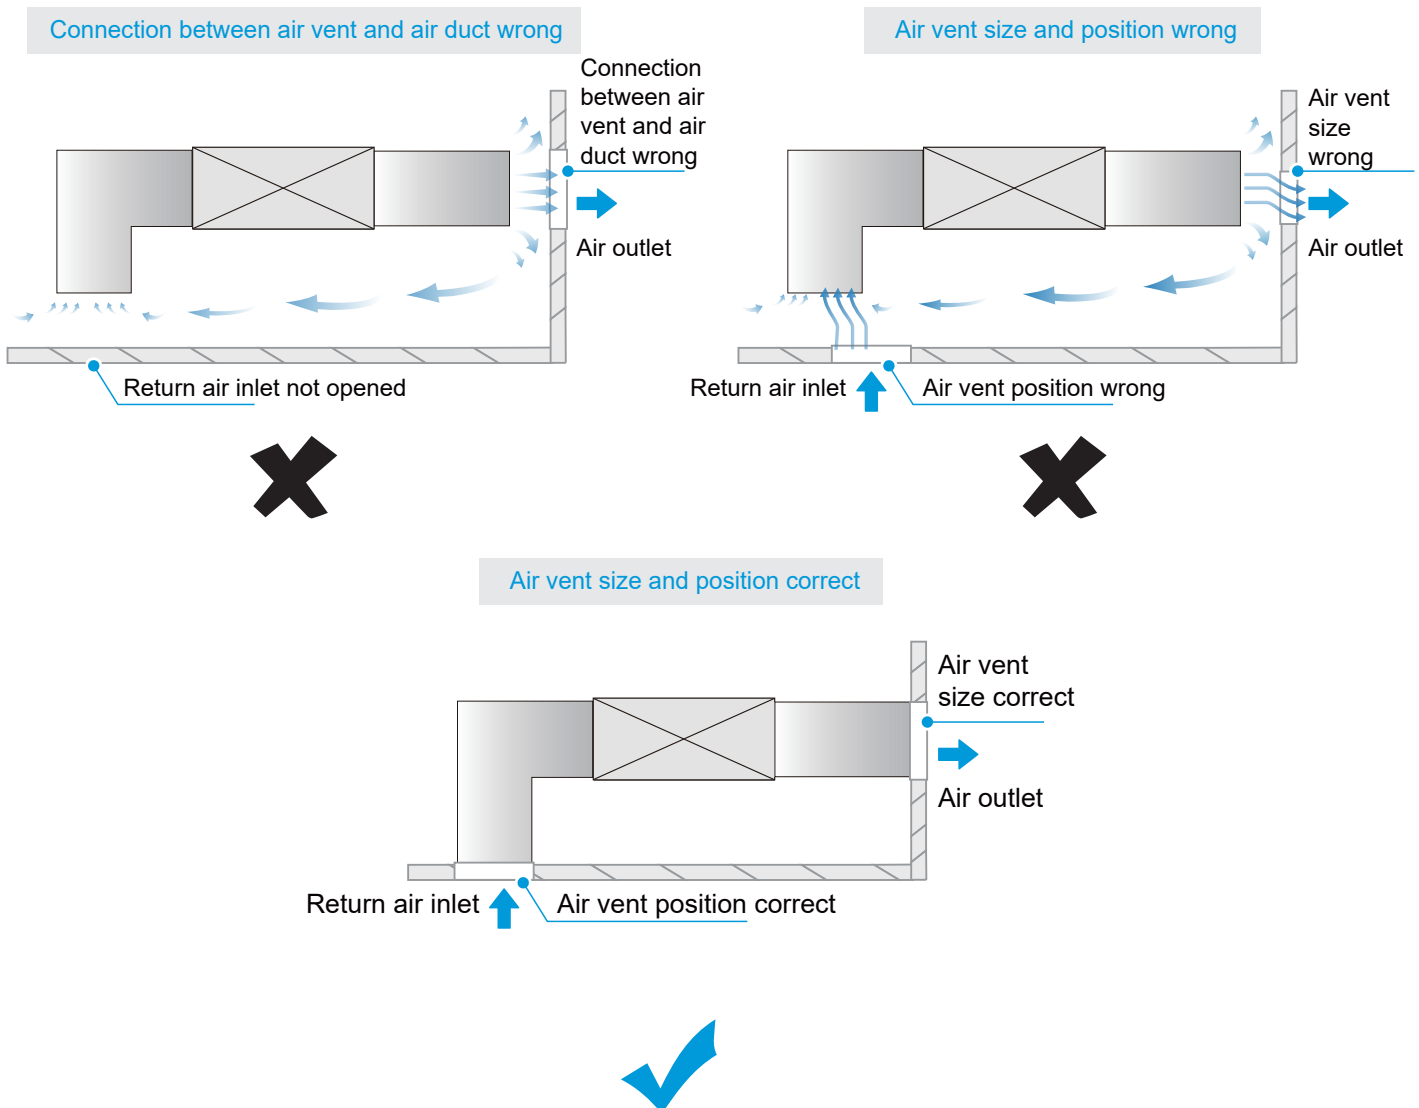 Connection between air vent and air duct wrong
Connection
between air
vent and air
duct wrong
Air outlet
Return air inlet not opened
Air vent size and position wrong
Air vent
size
wrong
Air outlet
Return air inlet
Air vent position wrong
Air vent size and position correct
Air vent
size correct
Air outlet
Return air inlet
Air vent position correct